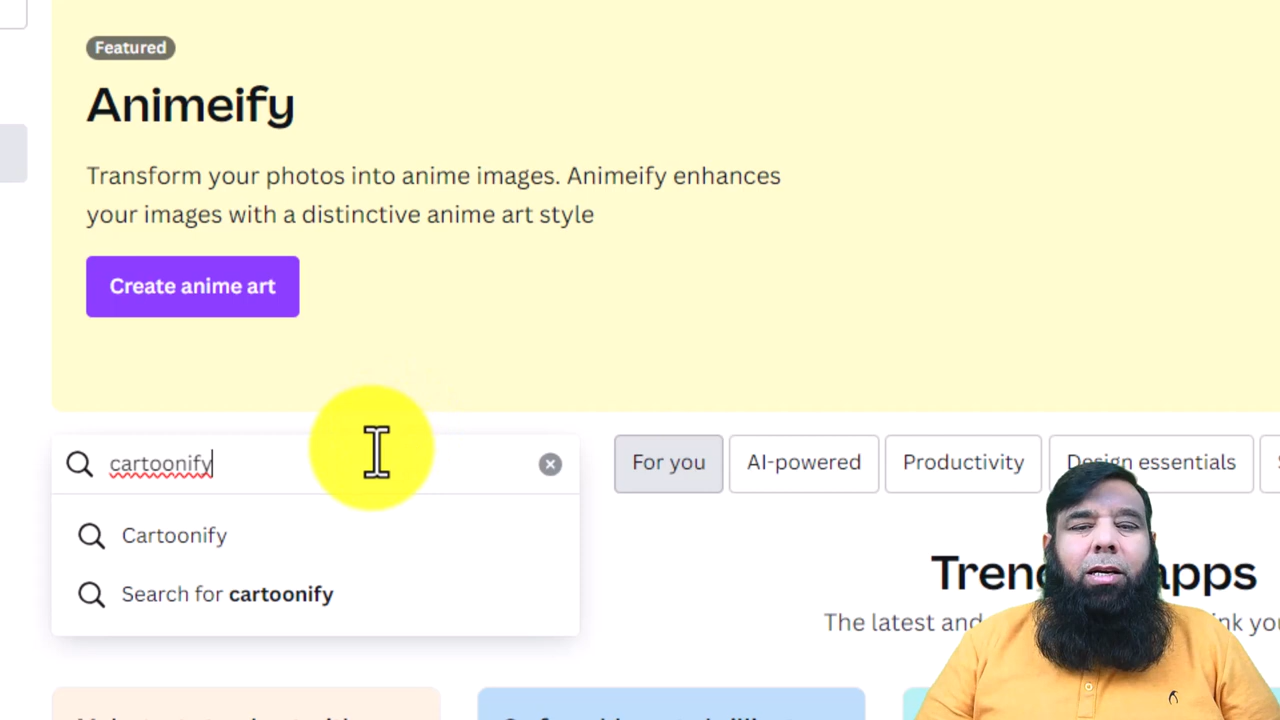 Featured
Animeify
Transform your photos into anime images. Animeify enhances
your images with a distinctive anime art style
Create anime art
cartoonify
For you
AI-powered
Productivity
Design essentials
Cartoonify
Search for cartoonify
apps
The latest and